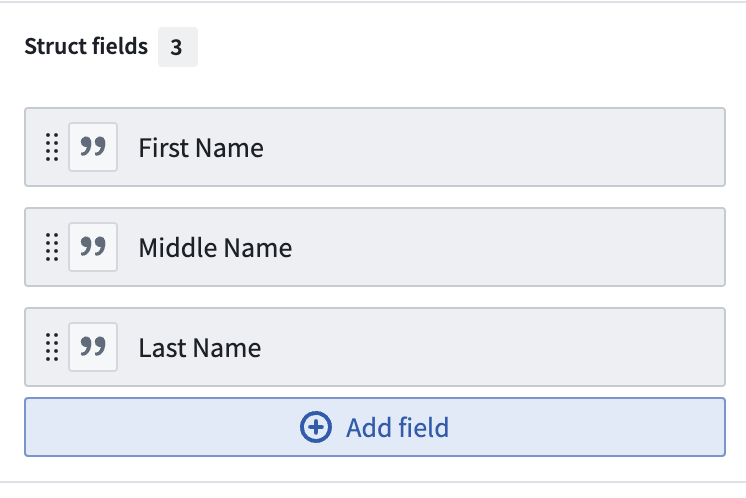 Struct fields 3
First Name
Middle Name
Last Name
Add field